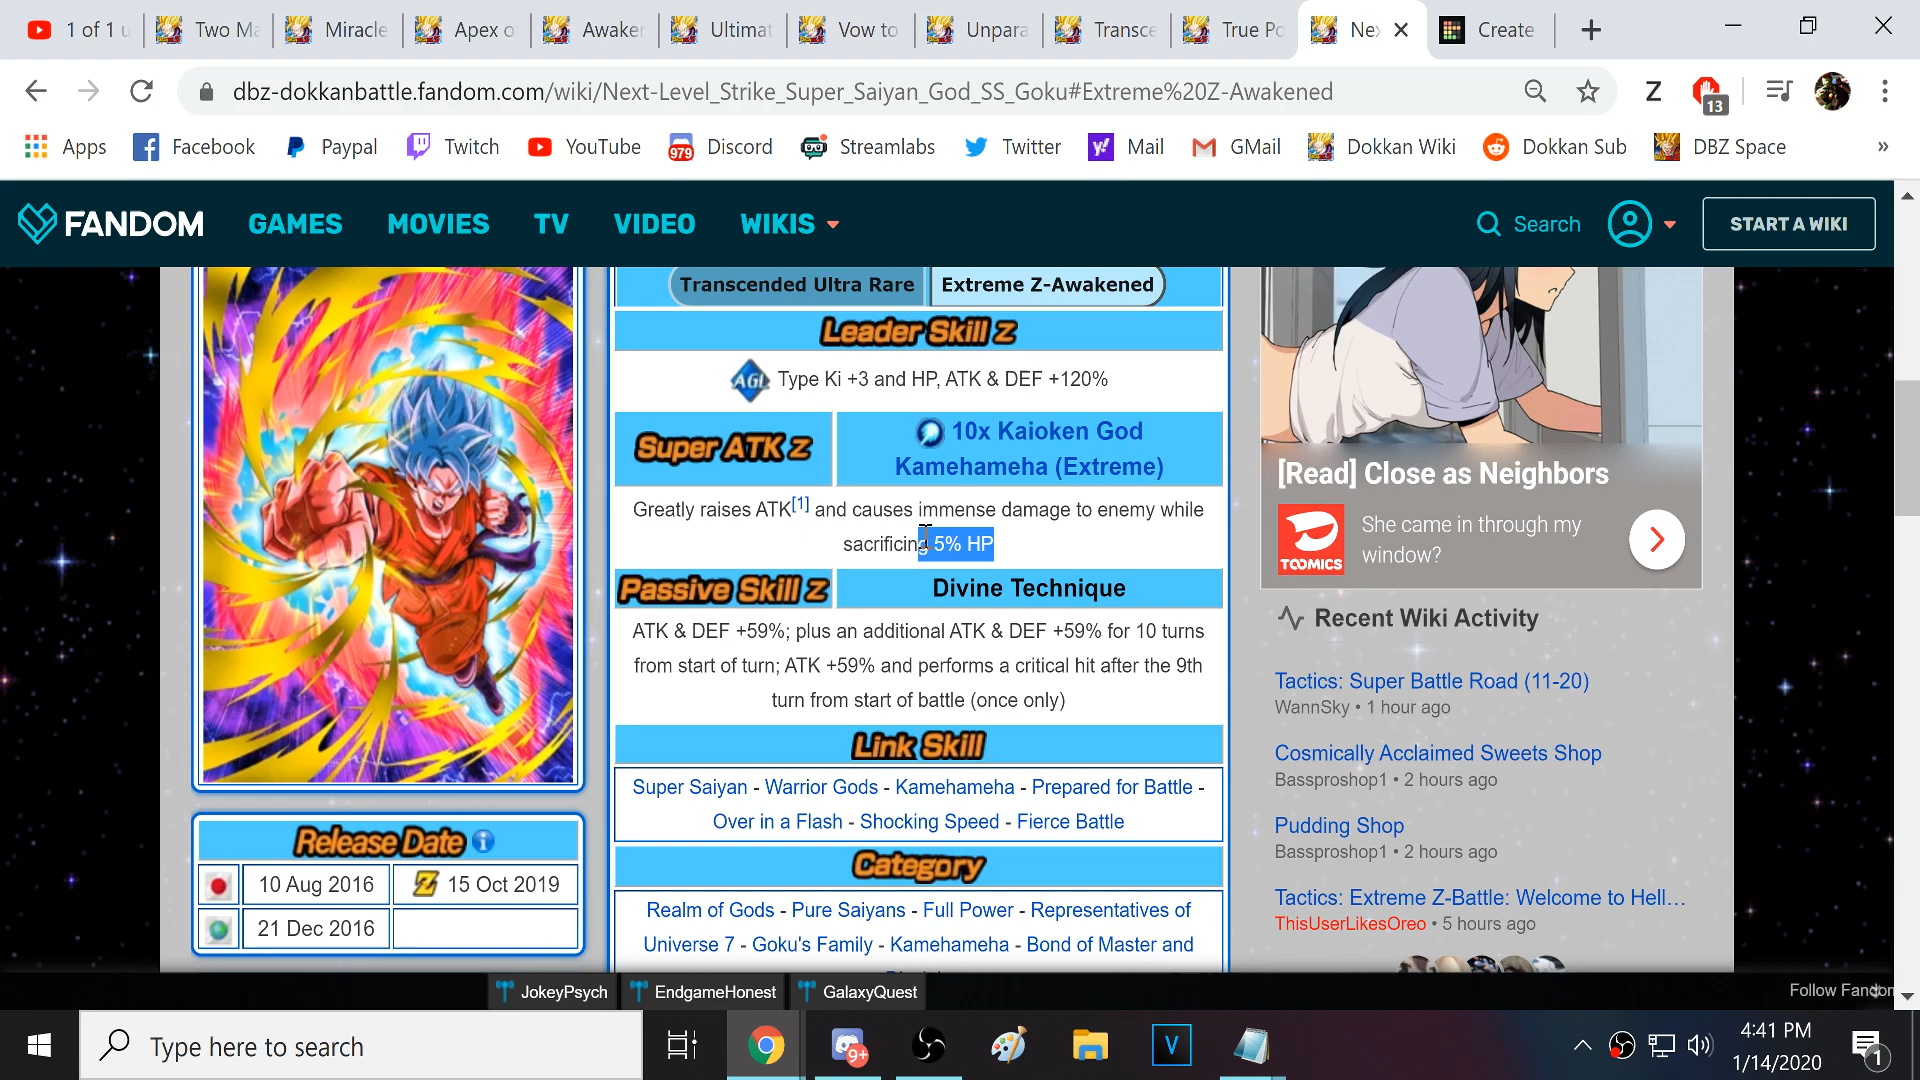 1 of 1 u
Two Ma
Miracle
Apex o
Awake
Ultimat
Vow to
Unpara
Transce
True Po
Nex
Create
dbz-dokkanbattle.fandom.com/wiki/Next-Level_Strike_Super_Saiyan_God_SS_Goku#Extreme%20Z-Awakened
Z
13
Apps
Facebook
Paypal
Twitch
YouTube
979
Discord
Streamlabs
Twitter
Mail
GMail
Dokkan Wiki
Dokkan Sub
DBZ Space
»
FANDOM
GAMES
MOVIES
TV
VIDEO
WIKIS
Search
START A WIKI
Transcended Ultra Rare
Extreme Z-Awakened
Leader Skill Z
AGL Type Ki +3 and HP, ATK & DEF +120%
Super ATK Z
10x Kaioken God
Kamehameha (Extreme)
Greatly raises ATK[1] and causes immense damage to enemy while
sacrificing 5% HP
Passive Skill Z
Divine Technique
ATK & DEF +59%; plus an additional ATK & DEF +59% for 10 turns
from start of turn; ATK +59% and performs a critical hit after the 9th
turn from start of battle (once only)
Link Skill
Super Saiyan - Warrior Gods - Kamehameha - Prepared for Battle -
Over in a Flash - Shocking Speed - Fierce Battle
Category
Realm of Gods - Pure Saiyans - Full Power - Representatives of
Universe 7 - Goku's Family - Kamehameha - Bond of Master and
Release Date
10 Aug 2016
Z 15 Oct 2019
21 Dec 2016
[Read] Close as Neighbors
TOOMICS
She came in through my
window?
Recent Wiki Activity
Tactics: Super Battle Road (11-20)
WannSky • 1 hour ago
Cosmically Acclaimed Sweets Shop
Bassproshop1 • 2 hours ago
Pudding Shop
Bassproshop1 • 2 hours ago
Tactics: Extreme Z-Battle: Welcome to Hell...
ThisUserLikesOreo • 5 hours ago
JokeyPsych
EndgameHonest
GalaxyQuest
Follow Fandom
Type here to search
9+
V
4:41 PM
1/14/2020
1